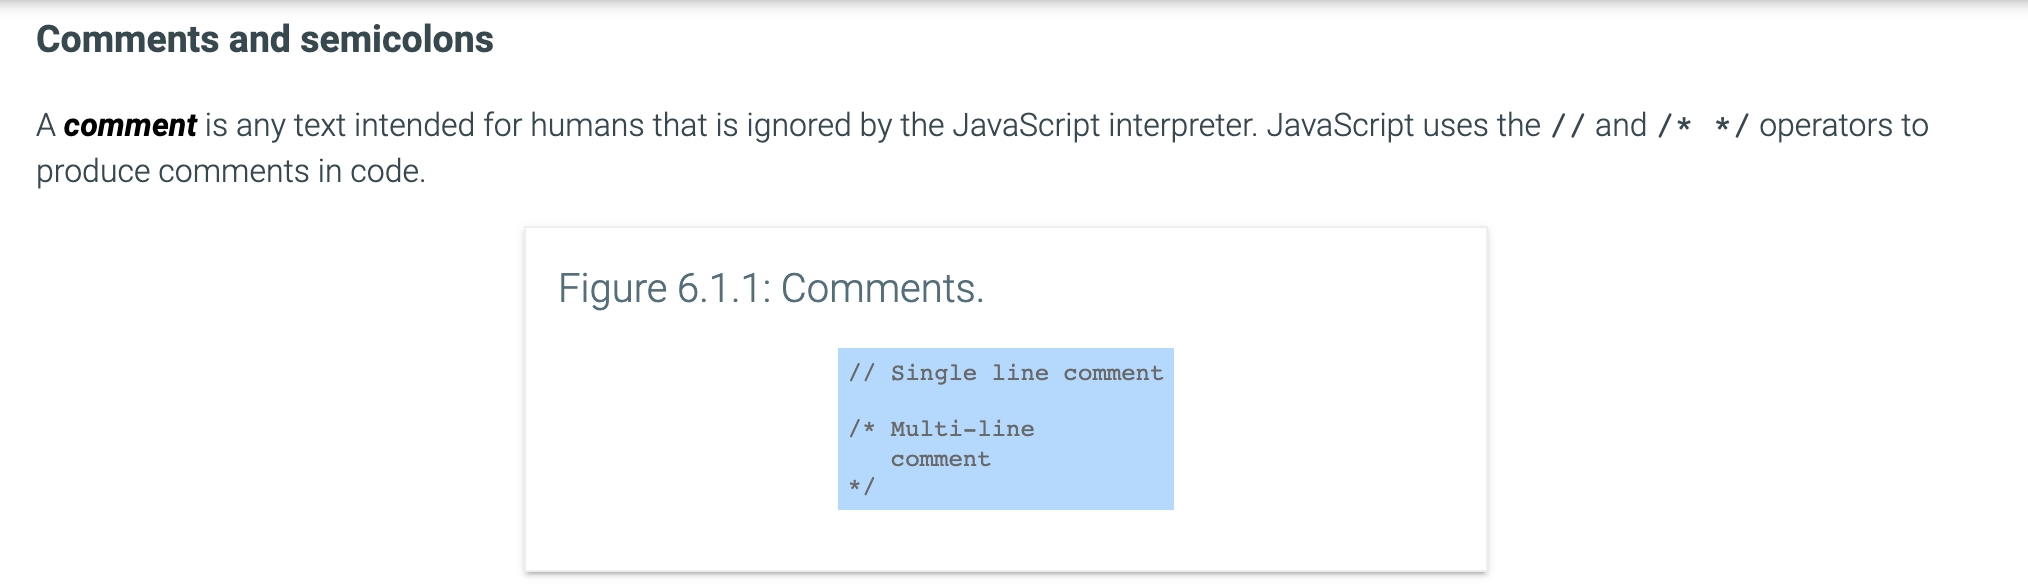 Comments and semicolons
A comment is any text intended for humans that is ignored by the JavaScript interpreter. JavaScript uses the // and /* */ operators to
produce comments in code.
Figure 6.1.1: Comments.
// Single line comment
/* Multi-line
   comment
*/